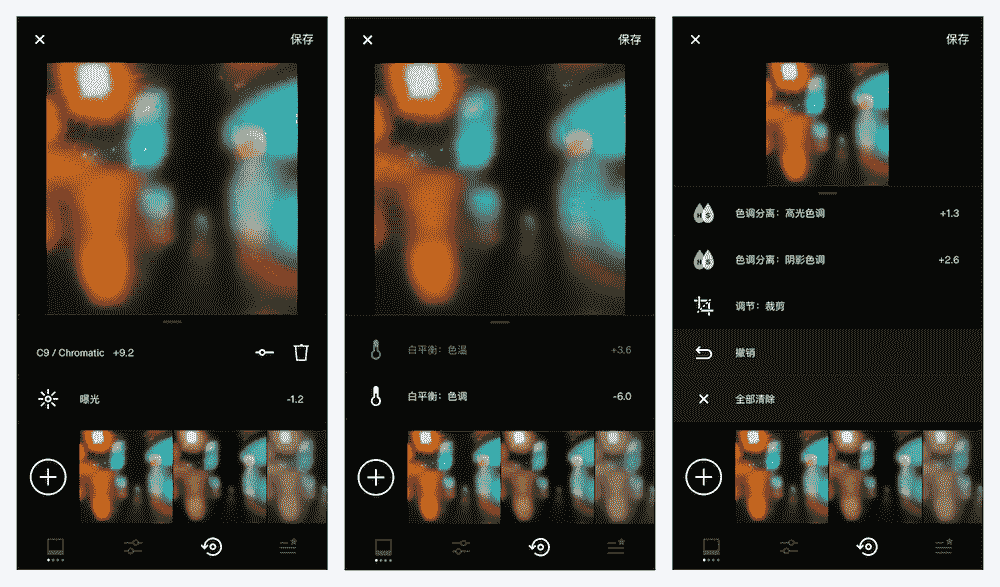 保存
C9 / Chromatic +9.2
曝光 -1.2
保存
白平衡：色温 +3.6
白平衡：色调 -6.0
保存
H S 色调分离：高光色调 +1.3
H S 色调分离：阴影色调 +2.6
调节：裁剪
撤销
全部清除